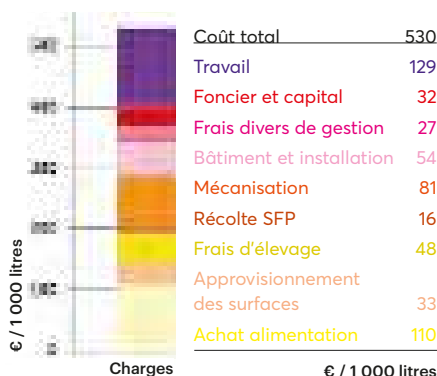 Coût total 530
Travail 129
Foncier et capital 32
Frais divers de gestion 27
Bâtiment et installation 54
Mécanisation 81
Récolte SFP 16
Frais d'élevage 48
Approvisionnement
des surfaces 33
Achat alimentation 110
€ / 1 000 litres
Charges
€ / 1 000 litres